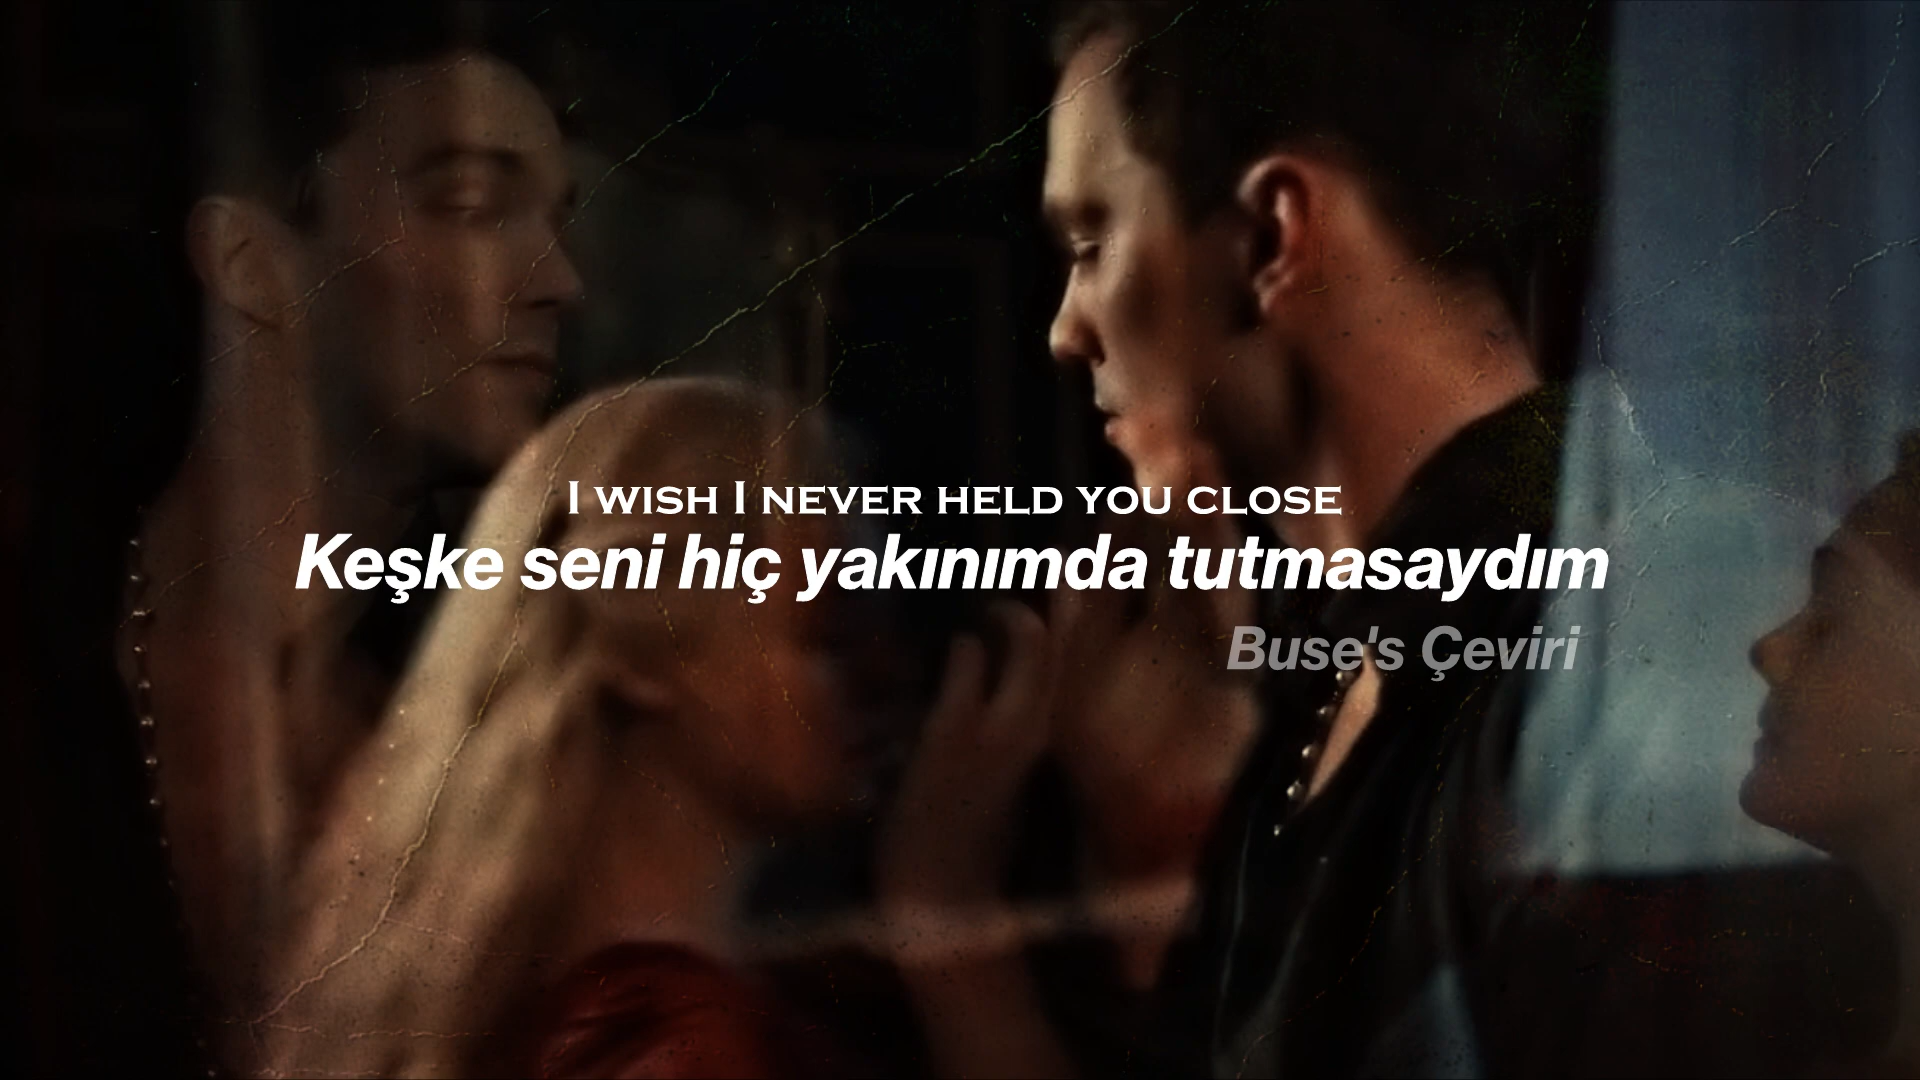 I WISH I NEVER HELD YOU CLOSE
Keşke seni hiç yakınımda tutmasaydım
Buse's Çeviri